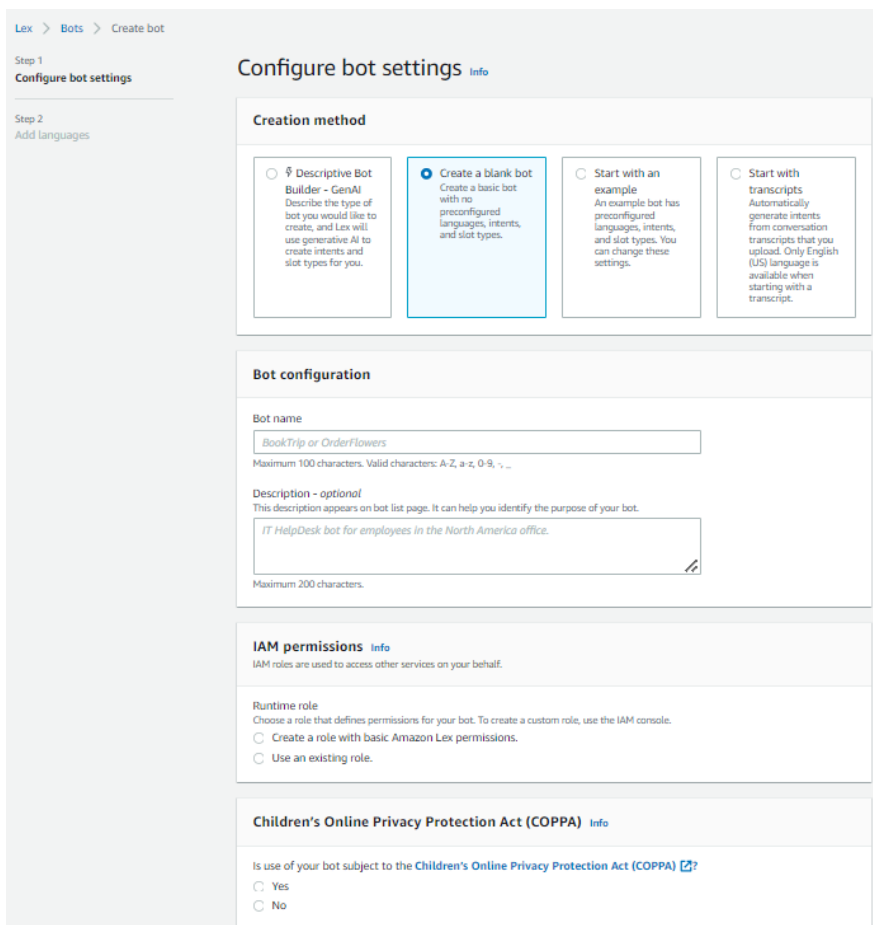 Lex > Bots > Create bot
Step 1
Configure bot settings
Step 2
Add languages
Configure bot settings Info
Creation method
Descriptive Bot
Builder - GenAI
Describe the type of
bot you would like to
create, and Lex will
use generative AI to
create intents and
slot types for you.
Create a blank bot
Create a basic bot
with no
preconfigured
languages, intents,
and slot types.
Start with an
example
An example bot has
preconfigured
languages, intents,
and slot types. You
can change these
settings.
Start with
transcripts
Automatically
generate intents
from conversation
transcripts that you
upload. Only English
(US) language is
available when
starting with a
transcript.
Bot configuration
Bot name
BookTrip or OrderFlowers
Maximum 100 characters. Valid characters: A-Z, a-z, 0-9, -, _
Description - optional
This description appears on bot list page. It can help you identify the purpose of your bot.
IT HelpDesk bot for employees in the North America office.
Maximum 200 characters.
IAM permissions Info
IAM roles are used to access other services on your behalf.
Runtime role
Choose a role that defines permissions for your bot. To create a custom role, use the IAM console.
Create a role with basic Amazon Lex permissions.
Use an existing role.
Children's Online Privacy Protection Act (COPPA) Info
Is use of your bot subject to the Children's Online Privacy Protection Act (COPPA) ?
Yes
No